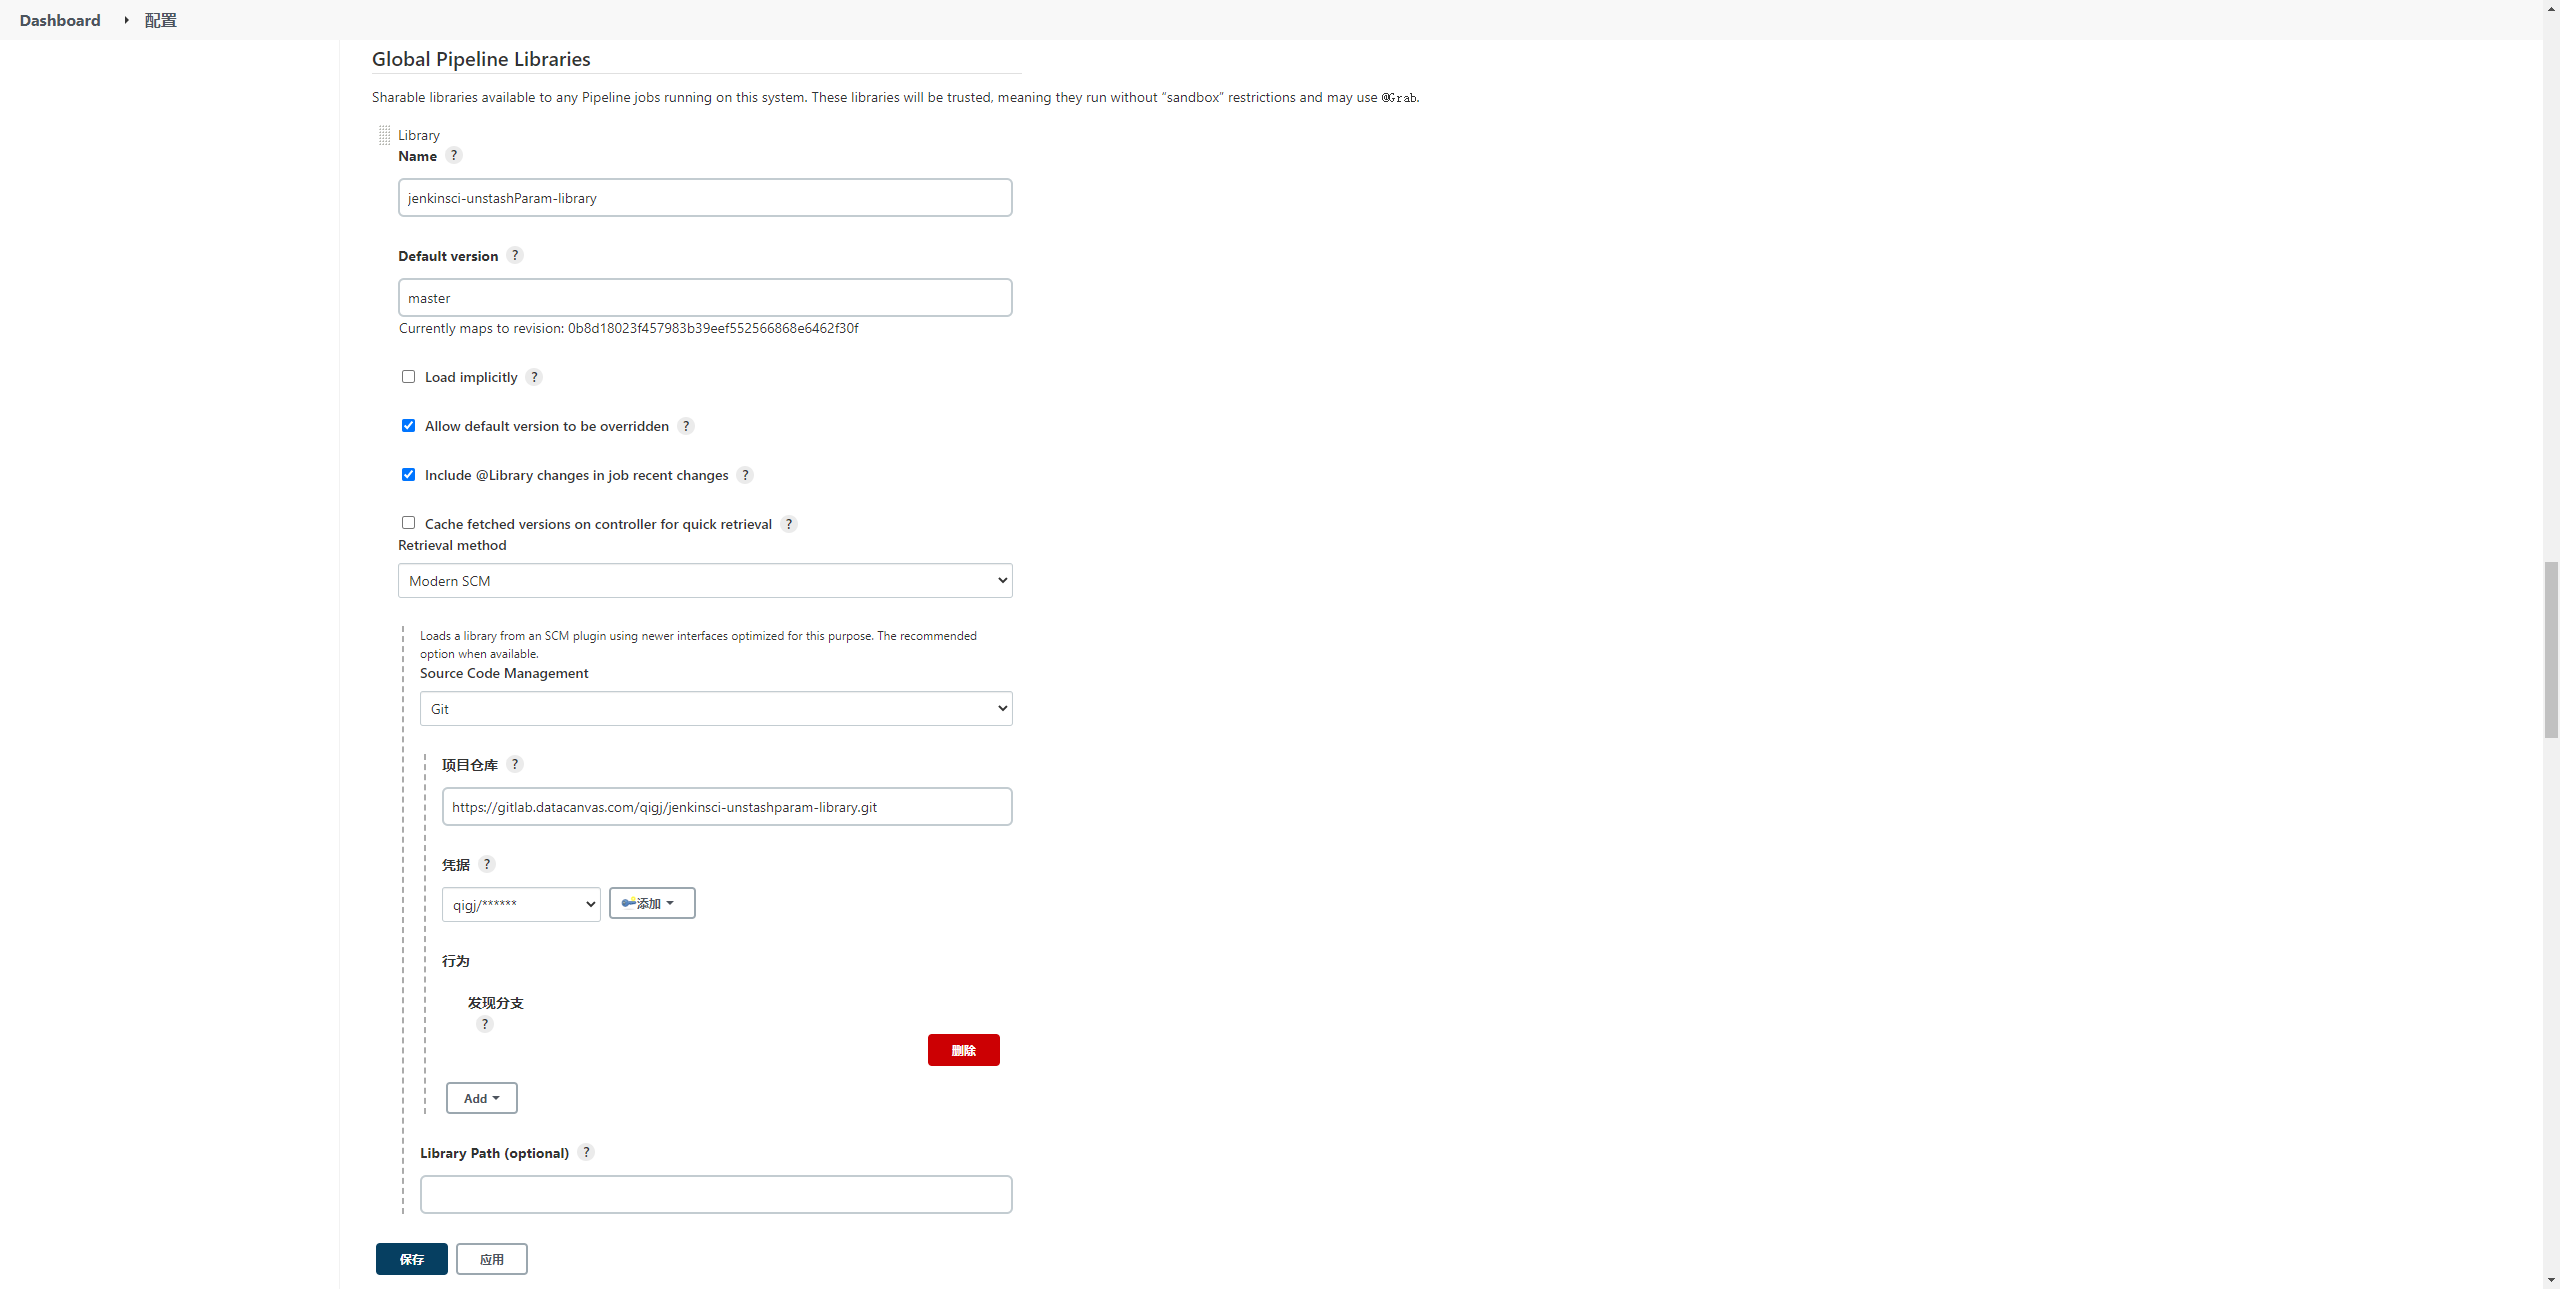 Dashboard 配置
Global Pipeline Libraries
Sharable libraries available to any Pipeline jobs running on this system. These libraries will be trusted, meaning they run without “sandbox” restrictions and may use @Grab.
Library
Name ?
jenkinsci-unstashParam-library
Default version ?
master
Currently maps to revision: 0b8d18023f457983b39eef552566868e6462f30f
Load implicitly ?
Allow default version to be overridden ?
Include @Library changes in job recent changes ?
Cache fetched versions on controller for quick retrieval ?
Retrieval method
Modern SCM
Loads a library from an SCM plugin using newer interfaces optimized for this purpose. The recommended
option when available.
Source Code Management
Git
项目仓库 ?
https://gitlab.datacanvas.com/qigj/jenkinsci-unstashparam-library.git
凭据 ?
qigj/****** 添加
行为
发现分支
?
删除
Add
Library Path (optional) ?
保存 应用